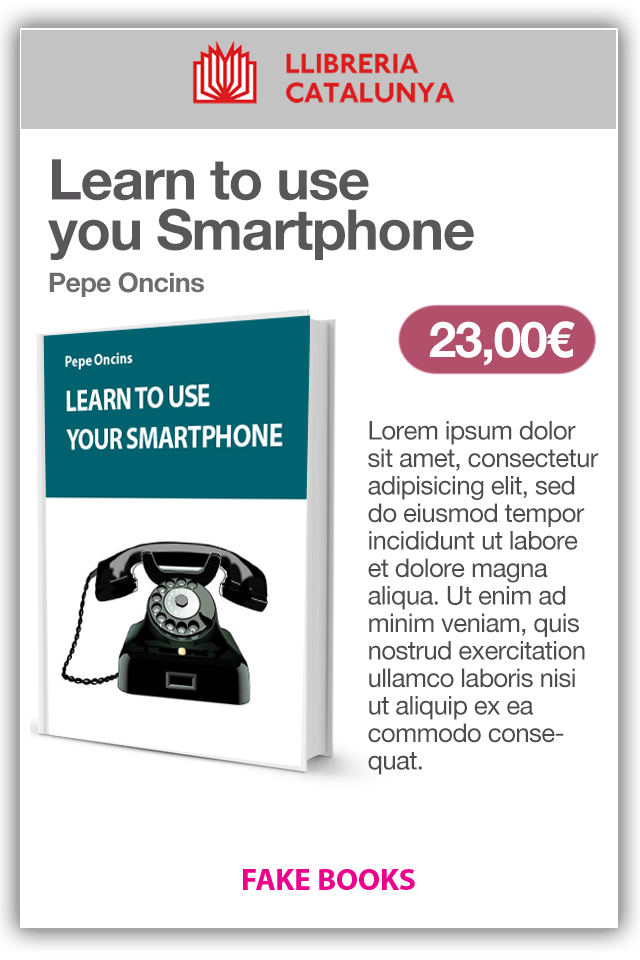 LLIBRERIA
CATALUNYA
Learn to use
you Smartphone
Pepe Oncins
23,00€
Pepe Oncins
LEARN TO USE
YOUR SMARTPHONE
Lorem ipsum dolor
sit amet, consectetur
adipisicing elit, sed
do eiusmod tempor
incididunt ut labore
et dolore magna
aliqua. Ut enim ad
minim veniam, quis
nostrud exercitation
ullamco laboris nisi
ut aliquip ex ea
commodo conse-
quat.
FAKE BOOKS